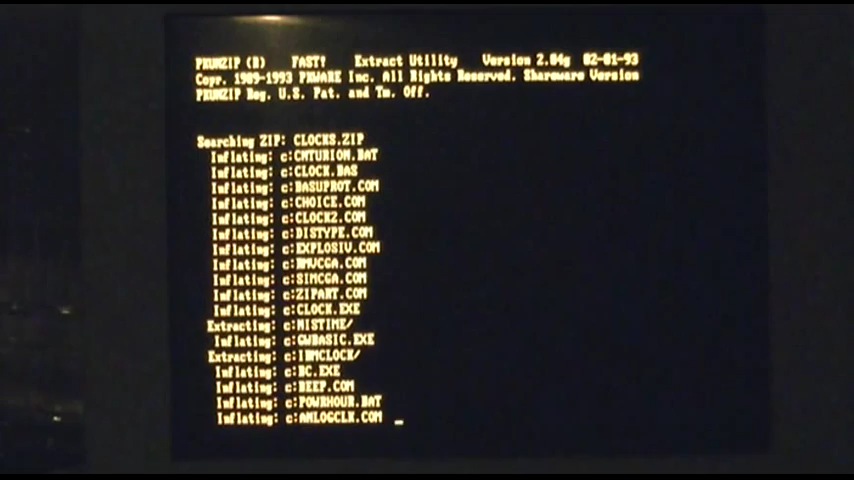 PKUNZIP (R)    FAST!    Extract Utility    Version 2.04g  02-01-93
Copr. 1989-1993 PKWARE Inc. All Rights Reserved. Shareware Version
PKUNZIP Reg. U.S. Pat. and Tm. Off.
Searching ZIP: CLOCKS.ZIP
Inflating: c:CNTURION.BAT
Inflating: c:CLOCK.BAS
Inflating: c:BASUPROT.COM
Inflating: c:CHOICE.COM
Inflating: c:CLOCK2.COM
Inflating: c:DISTYPE.COM
Inflating: c:EXPLOSIV.COM
Inflating:
Inflating: c:SIMCGA.COM
Inflating: c:ZIPANT.COM
Inflating: c:CLOCK.EXE
Extracting: c:NISTIME/
Inflating: c:GWBASIC.EXE
Extracting: c:IBMCLOCK/
Inflating: c:BC.EXE
Inflating: c:BEEP.COM
Inflating: c:POWRHOUR.BAT
Inflating: c:ANLOGCLK.COM _